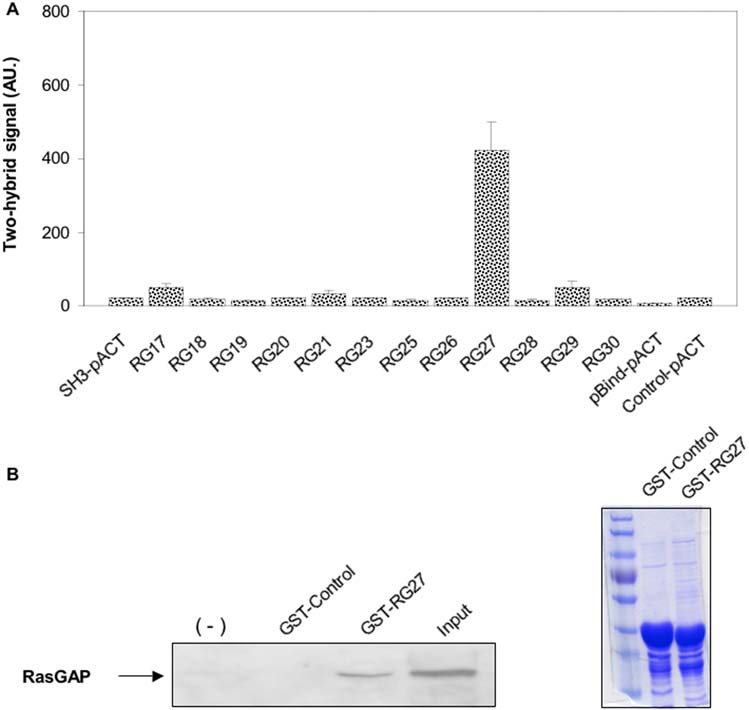 A
Two-hybrid signal (AU.)
800
600
400
200
0
SH3-pACT
RG17
RG18
RG19
RG20
RG21
RG23
RG25
RG26
RG27
RG28
RG29
RG30
pBind-pACT
Control-pACT
B
(-)
GST-Control
GST-RG27
Input
RasGAP
GST-Control
GST-RG27